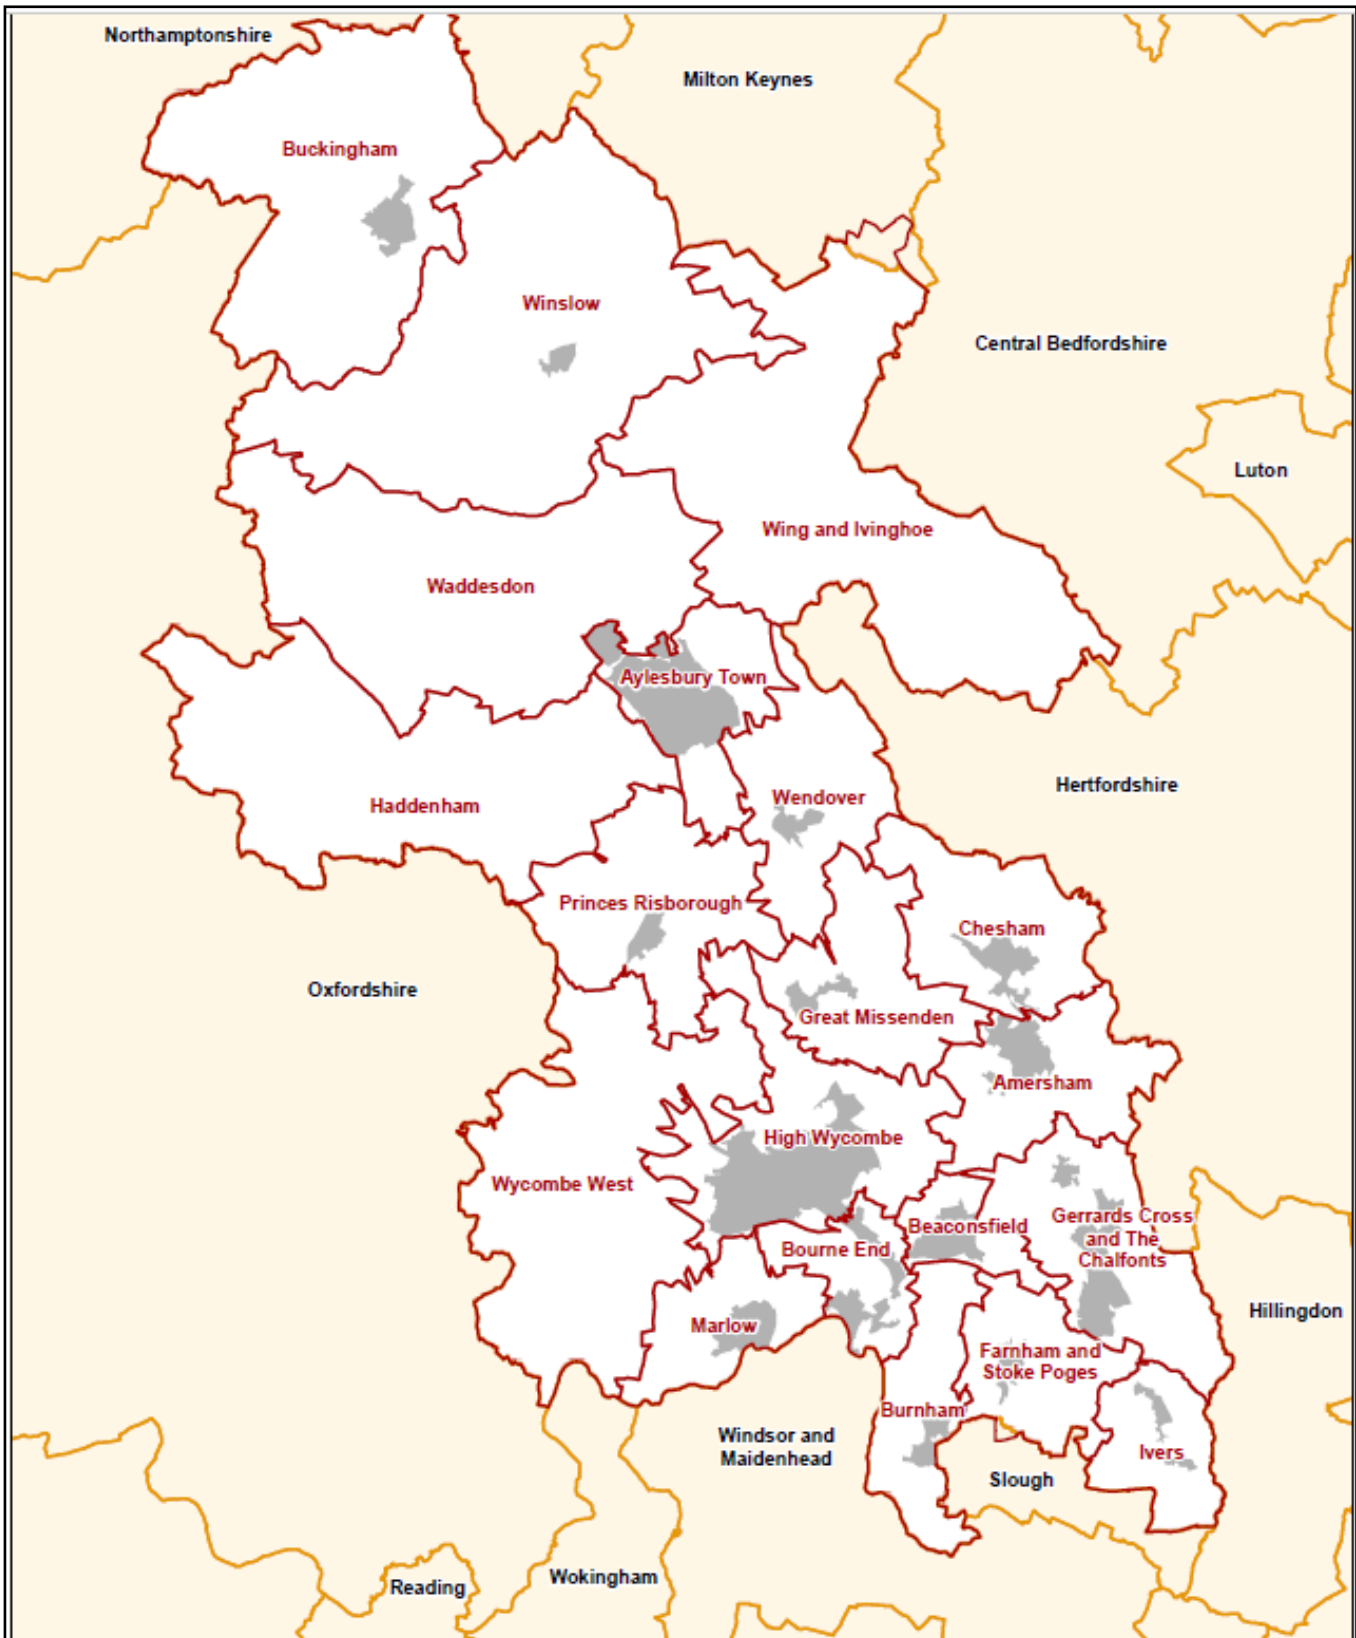 Northamptonshire
Milton Keynes
Buckingham
Winslow
Central Bedfordshire
Luton
Wing and Ivinghoe
Waddesdon
Aylesbury Town
Hertfordshire
Wendover
Haddenham
Princes Risborough
Chesham
Oxfordshire
Great Missenden
Amersham
High Wycombe
Wycombe West
Beaconsfield
Gerrards Cross
and The
Chalfonts
Bourne End
Hillingdon
Marlow
Farnham and
Stoke Poges
Burnham
Windsor and
Maidenhead
Ivers
Slough
Wokingham
Reading